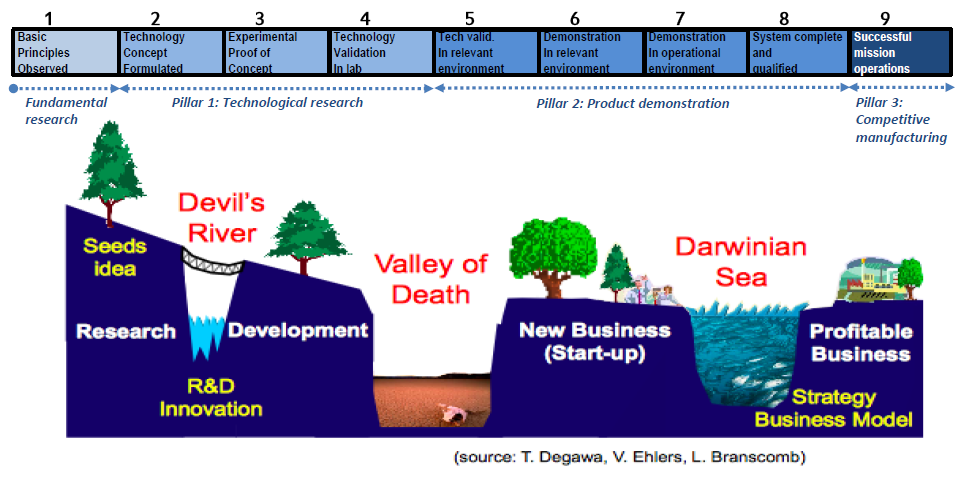 1 2 3 4 5 6 7 8 9
Basic
Principles
Observed
Technology
Concept
Formulated
Experimental
Proof of
Concept
Technology
Validation
In lab
Tech valid.
In relevant
environment
Demonstration
In relevant
environment
Demonstration
In operational
environment
System complete
and
qualified
Successful
mission
operations
Fundamental
research
Pillar 1: Technological research
Pillar 2: Product demonstration
Pillar 3:
Competitive
manufacturing
Devil's
River
Seeds
idea
Valley of
Death
Darwinian
Sea
Research
Development
New Business
(Start-up)
Profitable
Business
R&D
Innovation
Strategy
Business Model
(source: T. Degawa, V. Ehlers, L. Branscomb)